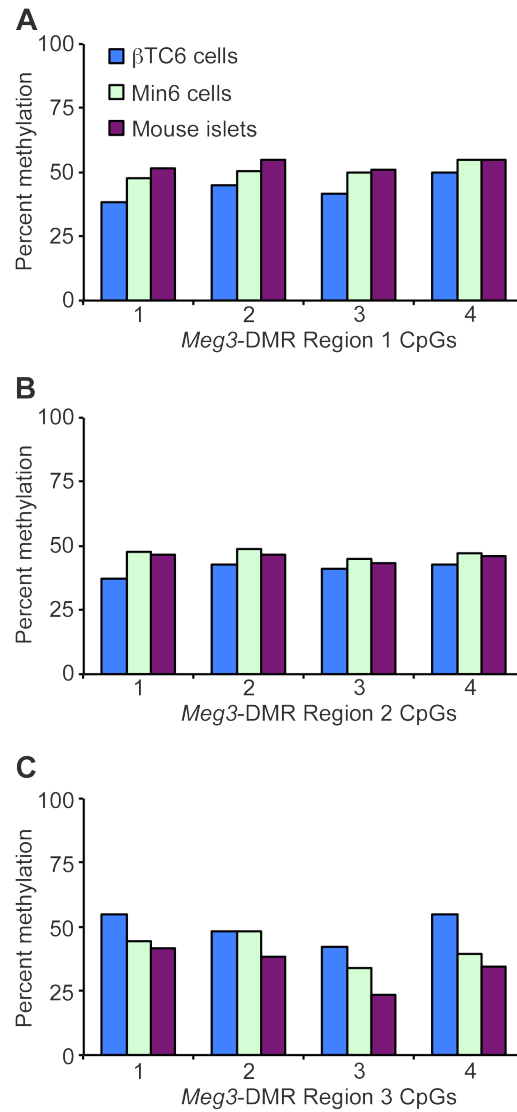 A
100
75
50
25
0
Percent methylation
βTC6 cells
Min6 cells
Mouse islets
1 2 3 4
Meg3-DMR Region 1 CpGs
B
100
75
50
25
0
Percent methylation
1 2 3 4
Meg3-DMR Region 2 CpGs
C
100
75
50
25
0
Percent methylation
1 2 3 4
Meg3-DMR Region 3 CpGs